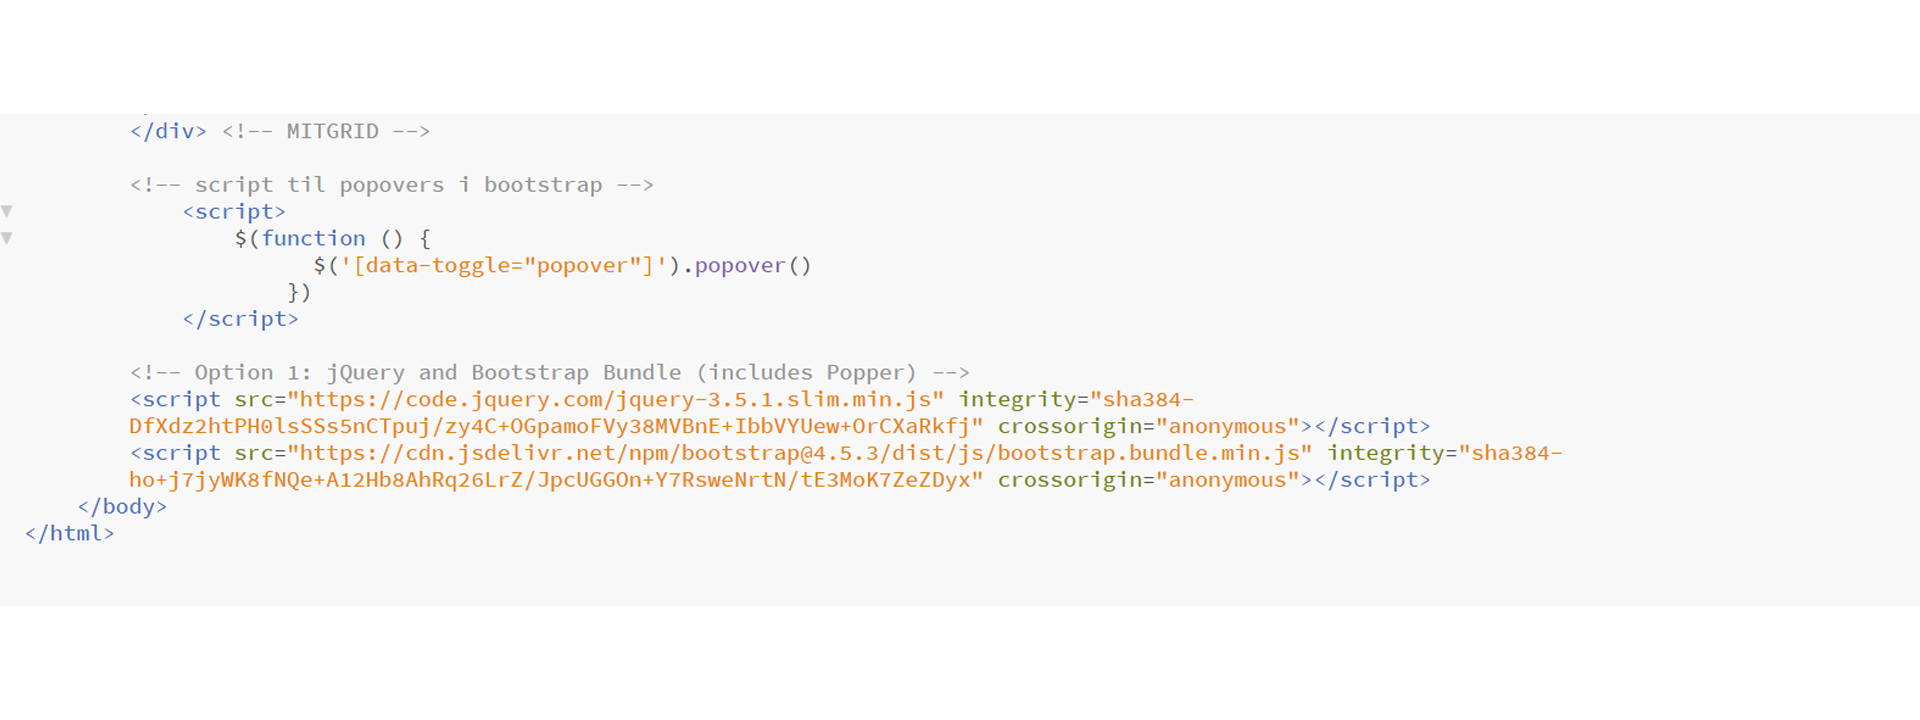 </div> <!-- MITGRID -->
<!-- script til popovers i bootstrap -->
<script>
$(function () {
$('[data-toggle="popover"]').popover()
})
</script>
<!-- Option 1: jQuery and Bootstrap Bundle (includes Popper) -->
<script src="https://code.jquery.com/jquery-3.5.1.slim.min.js" integrity="sha384-
DfXdz2htPH0lsSSs5nCTpuj/zy4C+OGpamoFVy38MVBnE+IbbVYUew+OrCXaRkfj" crossorigin="anonymous"></script>
<script src="https://cdn.jsdelivr.net/npm/bootstrap@4.5.3/dist/js/bootstrap.bundle.min.js" integrity="sha384-
ho+j7jyWK8fNQe+A12Hb8AhRq26LrZ/JpcUGGOn+Y7RsweNrtN/tE3MoK7ZeZDyx" crossorigin="anonymous"></script>
</body>
</html>